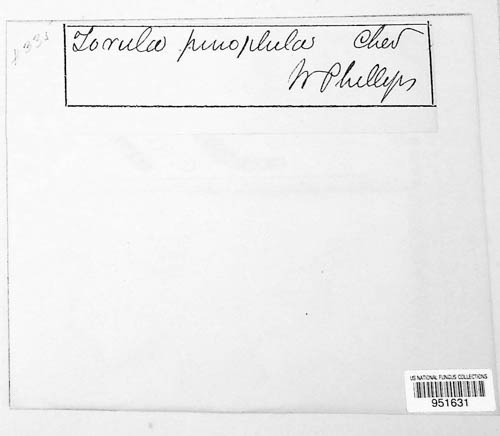 Torula pinophila Chev
W Phillips
US NATIONAL FUNGUS COLLECTIONS
951631